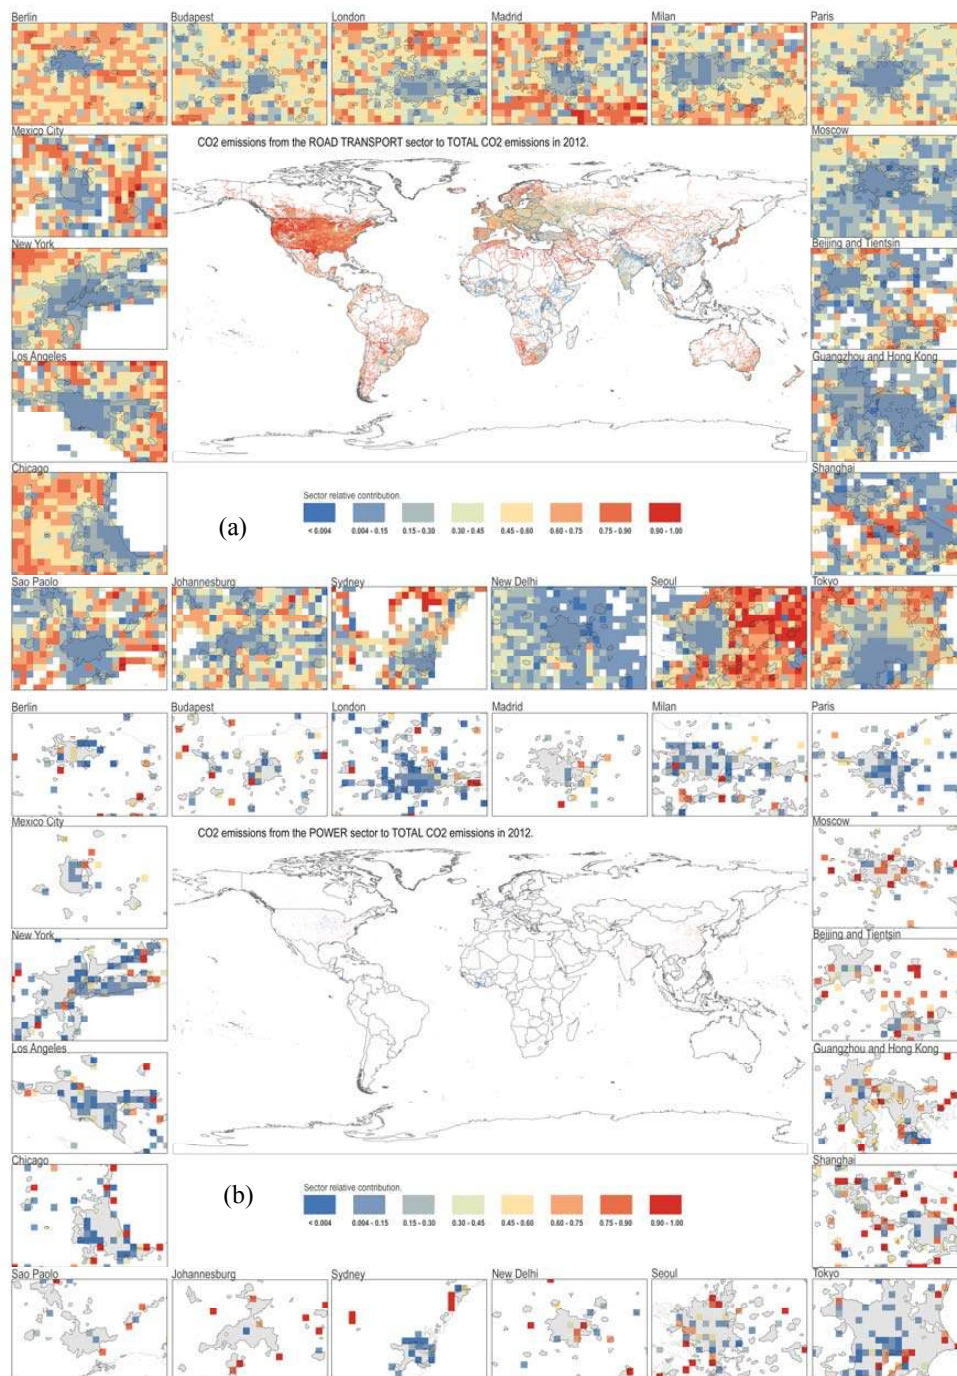 Berlin Budapest London Madrid Milan Paris
Mexico City Moscow
CO2 emissions from the ROAD TRANSPORT sector to TOTAL CO2 emissions in 2012.
New York Beijing and Tientsin
Los Angeles Guangzhou and Hong Kong
Chicago Shanghai
Sector relative contribution.
(a)
< 0.004 0.004 - 0.15 0.15 - 0.30 0.30 - 0.45 0.45 - 0.60 0.60 - 0.75 0.75 - 0.90 0.90 - 1.00
Sao Paolo Johannesburg Sydney New Delhi Seoul Tokyo
Berlin Budapest London Madrid Milan Paris
Mexico City Moscow
CO2 emissions from the POWER sector to TOTAL CO2 emissions in 2012.
New York Beijing and Tientsin
Los Angeles Guangzhou and Hong Kong
Chicago Shanghai
Sector relative contribution.
(b)
< 0.004 0.004 - 0.15 0.15 - 0.30 0.30 - 0.45 0.45 - 0.60 0.60 - 0.75 0.75 - 0.90 0.90 - 1.00
Sao Paolo Johannesburg Sydney New Delhi Seoul Tokyo